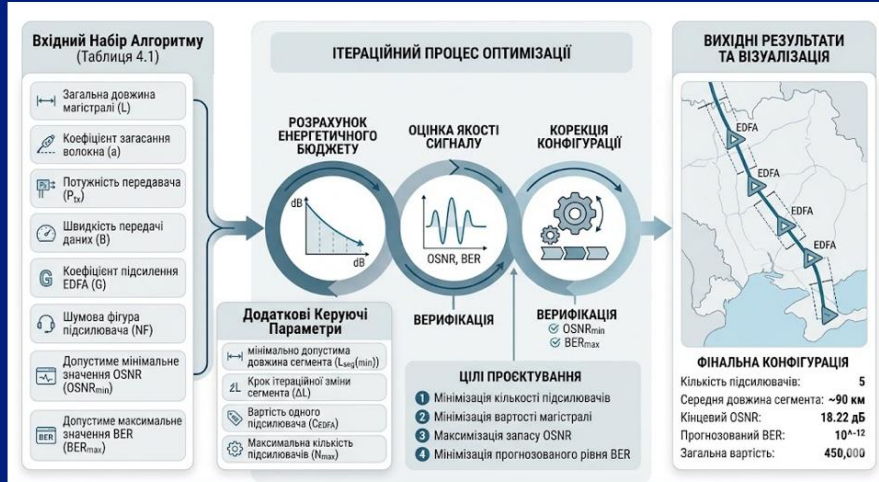 Вхідний Набір Алгоритму
(Таблиця 4.1)
Загальна довжина
магістралі (L)
Коефіцієнт загасання
волокна (a)
Потужність передавача
(Ptx)
Швидкість передачі
даних (B)
G
Коефіцієнт підсилення
EDFA (G)
Шумова фігура
підсилювача (NF)
Допустиме мінімальне
значення OSNR
(OSNRmin)
BER
Допустиме максимальне
значення BER
(BERmax)
ІТЕРАЦІЙНИЙ ПРОЦЕС ОПТИМІЗАЦІЇ
РОЗРАХУНОК
ЕНЕРГЕТИЧНОГО
БЮДЖЕТУ
dB
dB
ОЦІНКА ЯКОСТІ
СИГНАЛУ
OSNR, BER
ВЕРИФІКАЦІЯ
КОРЕКЦІЯ
КОНФІГУРАЦІЇ
ВЕРИФІКАЦІЯ
OSNRmin
BERmax
Додаткові Керуючі
Параметри
мінімально допустима
довжина сегмента (Lseg(min))
Крок ітераційної зміни
сегмента (ΔL)
Вартість одного
підсилювача (CEDFA)
Максимальна кількість
підсилювачів (Nmax)
ЦІЛІ ПРОЄКТУВАННЯ
1 Мінімізація кількості підсилювачів
2 Мінімізація вартості магістралі
3 Максимізація запасу OSNR
4 Мінімізація прогнозованого рівня BER
ВИХІДНІ РЕЗУЛЬТАТИ
ТА ВІЗУАЛІЗАЦІЯ
EDFA
EDFA
EDFA
EDFA
ФІНАЛЬНА КОНФІГУРАЦІЯ
Кількість підсилювачів: 5
Середня довжина сегмента: ~90 км
Кінцевий OSNR: 18.22 дБ
Прогнозований BER: 10^-12
Загальна вартість: 450,000